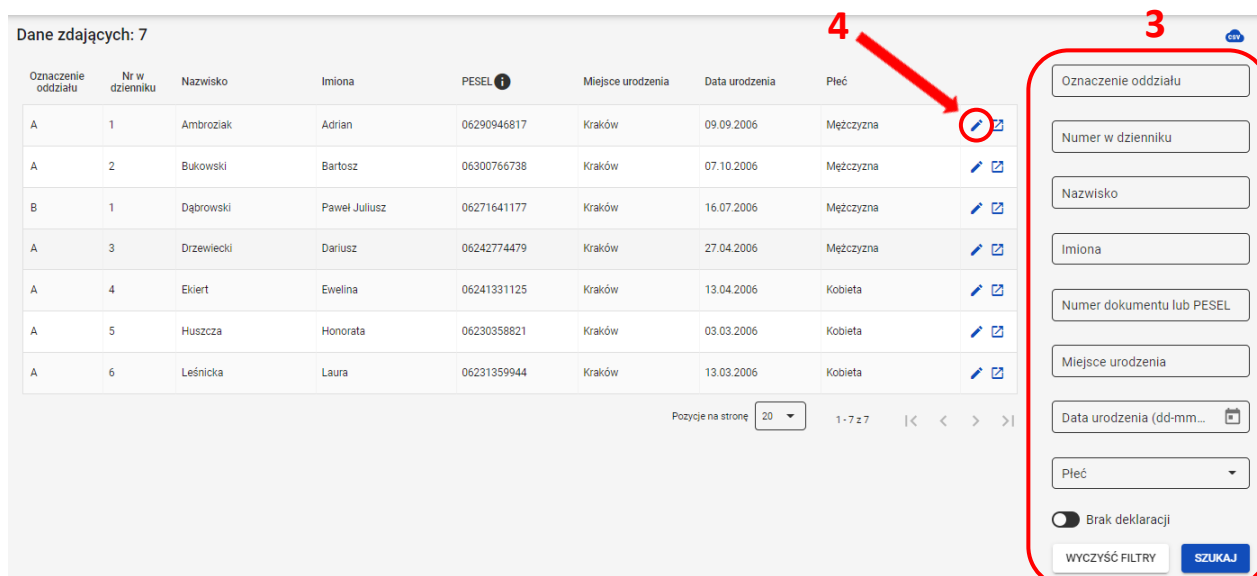 4
3
Dane zdających: 7
CSV
Oznaczenie oddziału Nr w dzienniku Nazwisko Imiona PESEL i Miejsce urodzenia Data urodzenia Płeć
A 1 Ambroziak Adrian 06290946817 Kraków 09.09.2006 Mężczyzna
A 2 Bukowski Bartosz 06300766738 Kraków 07.10.2006 Mężczyzna
B 1 Dąbrowski Paweł Juliusz 06271641177 Kraków 16.07.2006 Mężczyzna
A 3 Drzewiecki Dariusz 06242774479 Kraków 27.04.2006 Mężczyzna
A 4 Ekiert Ewelina 06241331125 Kraków 13.04.2006 Kobieta
A 5 Huszcza Honorata 06230358821 Kraków 03.03.2006 Kobieta
A 6 Leśnicka Laura 06231359944 Kraków 13.03.2006 Kobieta
Pozycje na stronę 20 1 - 7 z 7
Oznaczenie oddziału
Numer w dzienniku
Nazwisko
Imiona
Numer dokumentu lub PESEL
Miejsce urodzenia
Data urodzenia (dd-mm...
Płeć
Brak deklaracji
WYCZYŚĆ FILTRY SZUKAJ